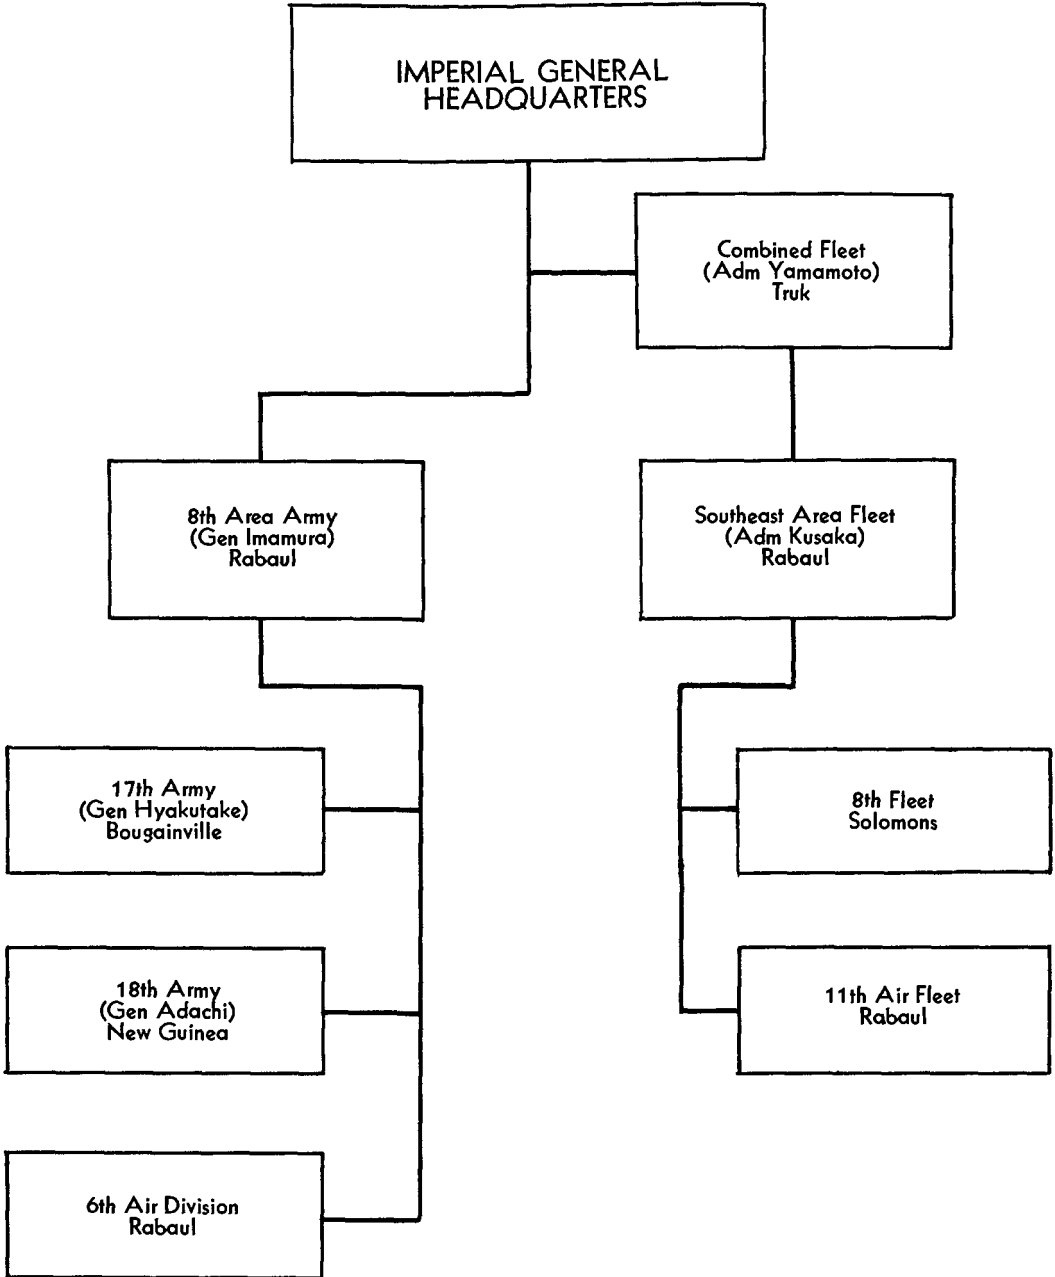 IMPERIAL GENERAL
HEADQUARTERS
Combined Fleet
(Adm Yamamoto)
Truk
8th Area Army
(Gen Imamura)
Rabaul
Southeast Area Fleet
(Adm Kusaka)
Rabaul
17th Army
(Gen Hyakutake)
Bougainville
8th Fleet
Solomons
18th Army
(Gen Adachi)
New Guinea
11th Air Fleet
Rabaul
6th Air Division
Rabaul